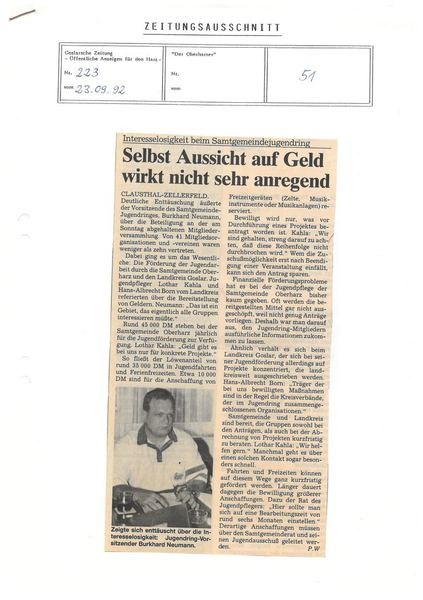 ZEITUNGSAUSSCHNITT
Goslarsche Zeitung
- Öffentliche Anzeigen für den Harz -
Nr. 223
vom 23.09.92
"Der Oberharzer"
Nr.
vom
51
Interesselosigkeit beim Samtgemeindejugendring
Selbst Aussicht auf Geld
wirkt nicht sehr anregend
CLAUSTHAL-ZELLERFELD.
Deutliche Enttäuschung äußerte
der Vorsitzende des Samtgemeinde-
Jugendringes, Burkhard Neumann,
über die Beteiligung an der am
Sonntag abgehaltenen Mitglieder-
versammlung. Von 41 Mitgliedsor-
ganisationen und -vereinen waren
weniger als zehn vertreten.
Dabei ging es um das Wesentli-
che: Die Förderung der Jugendar-
beit durch die Samtgemeinde Ober-
harz und den Landkreis Goslar. Ju-
gendpfleger Lothar Kahla und
Hans-Albrecht Born vom Landkreis
referierten über die Bereitstellung
von Geldern. Neumann: „Das ist ein
Gebiet, das eigentlich alle Gruppen
interessieren müßte."
Rund 45 000 DM stehen bei der
Samtgemeinde Oberharz jährlich
für die Jugendförderung zur Verfü-
gung. Lothar Kahla: „Geld gibt es
bei uns nur für konkrete Projekte."
So fließt der Löwenanteil von
rund 35 000 DM in Jugendfahrten
und Ferienfreizeiten. Etwa 10 000
DM sind für die Anschaffung von
Zeigte sich enttäuscht über die In-
teresselosigkeit: Jugendring-Vor-
sitzender Burkhard Neumann.
Freizeitgeräten (Zelte, Musik-
instrumente oder Musikanlagen) re-
serviert.
Bewilligt wird nur, was vor
Durchführung eines Projektes be-
antragt worden ist. Kahla: „Wir
sind gehalten, streng darauf zu ach-
ten, daß diese Reihenfolge nicht
durchbrochen wird." Wem die Zu-
schußmöglichkeit erst nach Beendi-
gung einer Veranstaltung einfällt,
kann sich den Antrag sparen.
Finanzielle Förderungsprobleme
hat es bei der Jugendpflege der
Samtgemeinde Oberharz bisher
kaum gegeben. Oft werden die be-
reitgestellten Mittel gar nicht aus-
geschöpft, weil nicht genug Anträge
vorliegen. Deshalb war man darauf
aus, den Jugendring-Mitgliedern
ausführliche Informationen zukom-
men zu lassen.
Ähnlich verhält es sich beim
Landkreis Goslar, der sich bei sei-
ner Jugendförderung allerdings auf
Projekte konzentriert, die land-
kreisweit ausgeschrieben werden.
Hans-Albrecht Born: „Träger der
bei uns bewilligten Maßnahmen
sind in der Regel die Kreisverbände,
der im Jugendring zusammenge-
schlossenen Organisationen."
Samtgemeinde und Landkreis
sind bereit, die Gruppen sowohl bei
den Anträgen, als auch bei der Ab-
rechnung von Projekten kurzfristig
zu beraten. Lothar Kahla: „Wir hel-
fen gern." Manchmal geht es über
einen solchen Kontakt sogar beson-
ders schnell.
Fahrten und Freizeiten können
auf diesem Wege ganz kurzfristig
gefördert werden. Länger dauert
dagegen die Bewilligung größerer
Anschaffungen. Dazu der Rat des
Jugendpflegers: „Hier sollte man
sich auf eine Bearbeitungszeit von
rund sechs Monaten einstellen."
Derartige Anschaffungen müssen
über den Samtgemeinderat und sei-
nen Jugendausschuß geleitet wer-
den.
P.W